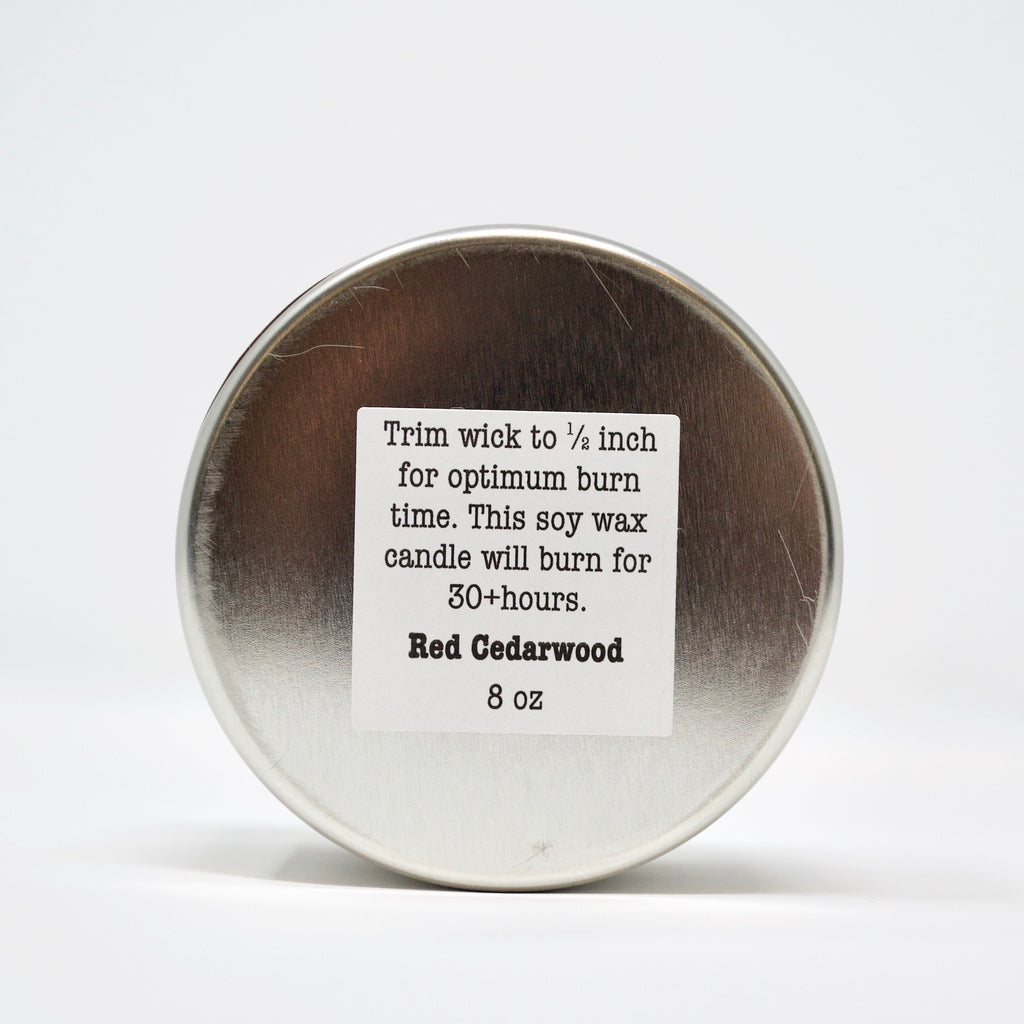 Trim wick to ½ inch
for optimum burn
time. This soy wax
candle will burn for
30+hours.
Red Cedarwood
8 oz